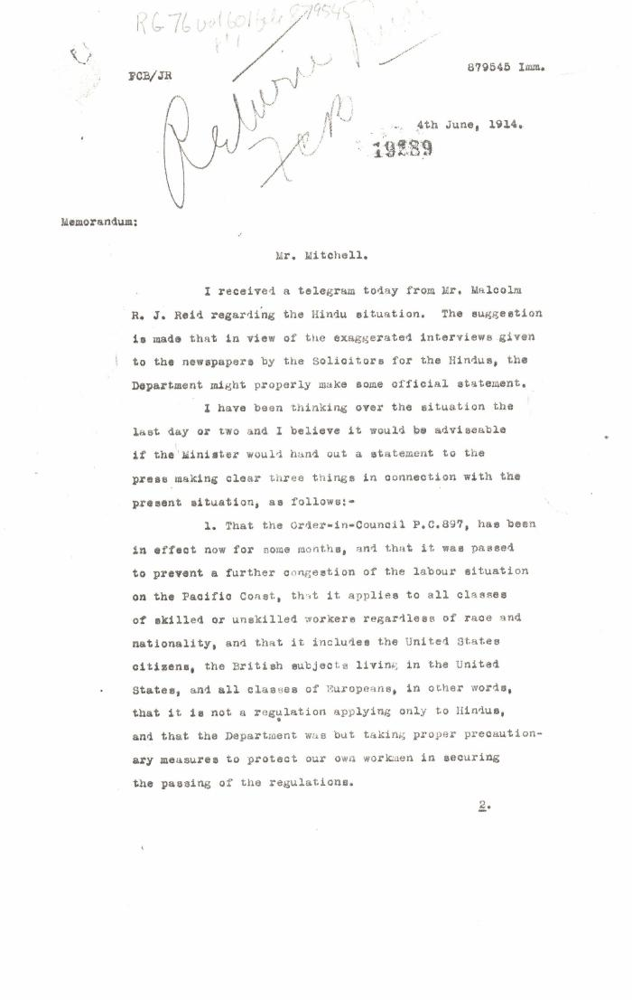 RG 76 vol 601 file 879545
pt 1
FCB/JR
879545 Imm.
Return
FCB
4th June, 1914.
19289
Memorandum:
Mr. Mitchell.
I received a telegram today from Mr. Malcolm
R. J. Reid regarding the Hindu situation. The suggestion
is made that in view of the exaggerated interviews given
to the newspapers by the Solicitors for the Hindus, the
Department might properly make some official statement.
I have been thinking over the situation the
last day or two and I believe it would be adviseable
if the Minister would hand out a statement to the
press making clear three things in connection with the
present situation, as follows:-
1. That the Order-in-Council P.C.897, has been
in effect now for some months, and that it was passed
to prevent a further congestion of the labour situation
on the Pacific Coast, that it applies to all classes
of skilled or unskilled workers regardless of race and
nationality, and that it includes the United States
citizens, the British subjects living in the United
States, and all classes of Europeans, in other words,
that it is not a regulation applying only to Hindus,
and that the Department was but taking proper precaution-
ary measures to protect our own workmen in securing
the passing of the regulations.
2.